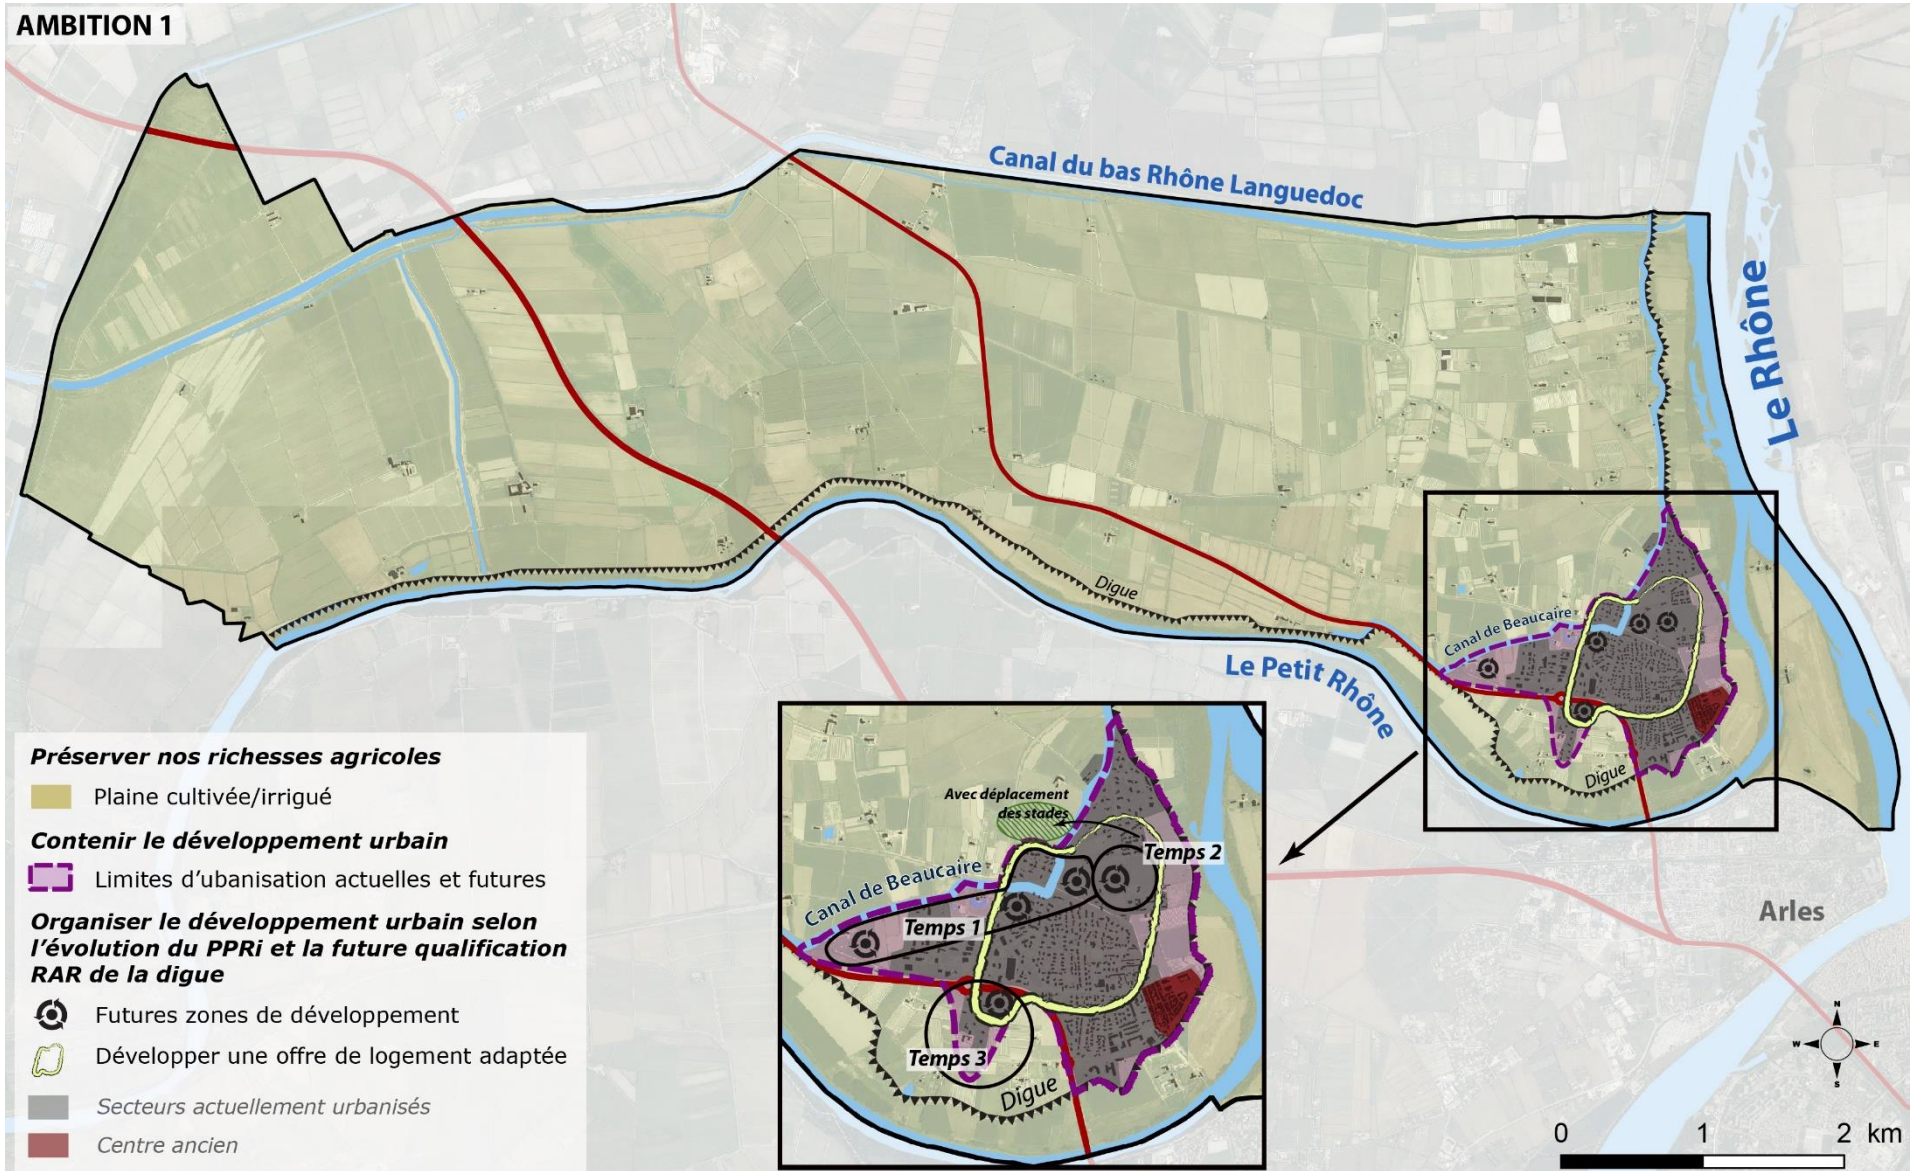 AMBITION 1
Canal du bas Rhône Languedoc
Le Rhône
Digue
Canal de Beaucaire
Le Petit Rhône
Digue
Arles
Avec déplacement
des stades
Temps 2
Canal de Beaucaire
Temps 1
Temps 3
Digue
Préserver nos richesses agricoles
Plaine cultivée/irrigué
Contenir le développement urbain
Limites d'ubanisation actuelles et futures
Organiser le développement urbain selon
l'évolution du PPRi et la future qualification
RAR de la digue
Futures zones de développement
Développer une offre de logement adaptée
Secteurs actuellement urbanisés
Centre ancien
N
W
E
S
0 1 2 km